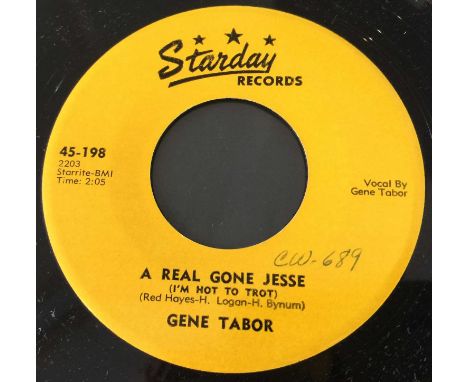 Starday
RECORDS
45-198
2203
Starrite-BMI
Time: 2:05
Vocal By
Gene Tabor
CW-689
A REAL GONE JESSE
(I'M HOT TO TROT)
(Red Hayes-H. Logan-H. Bynum)
GENE TABOR